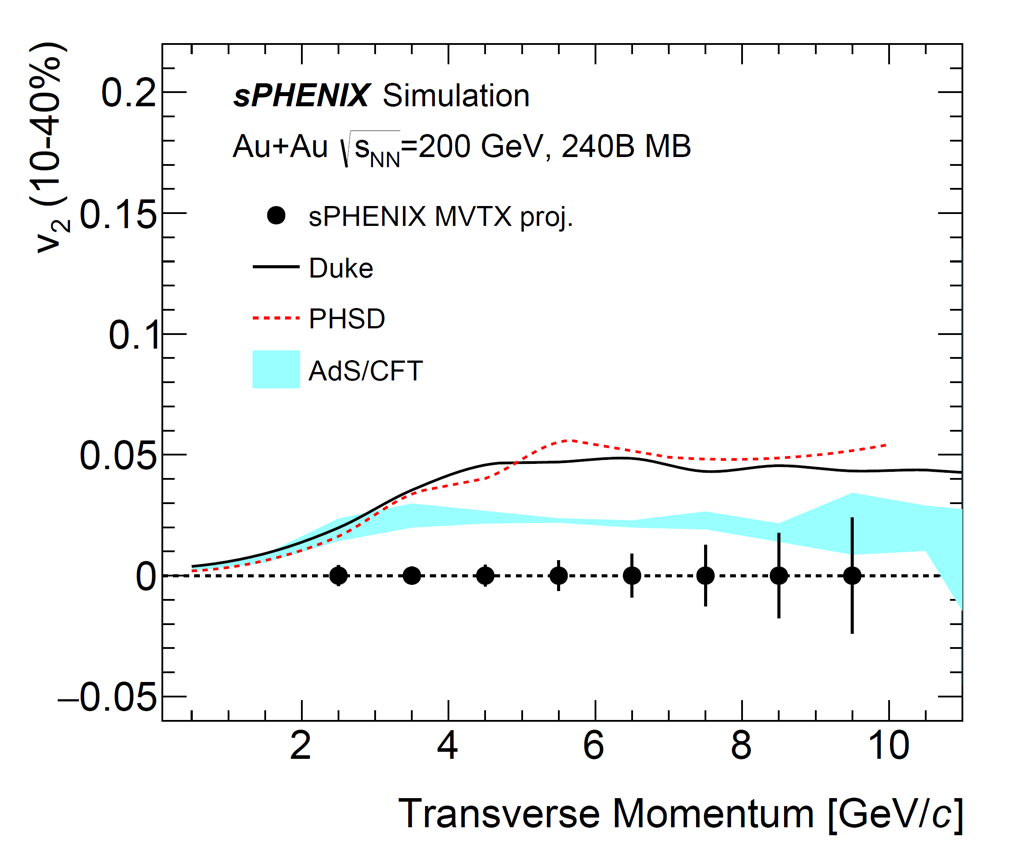 sPHENIX Simulation
Au+Au √sNN=200 GeV, 240B MB
sPHENIX MVTX proj.
Duke
PHSD
AdS/CFT
v2 (10-40%)
0.2
0.15
0.1
0.05
0
−0.05
2 4 6 8 10
Transverse Momentum [GeV/c]